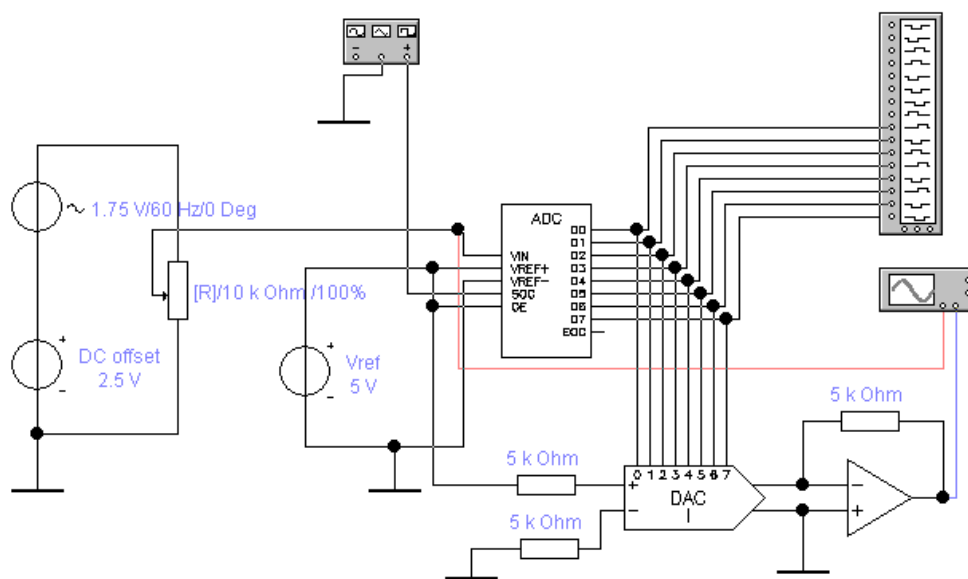 1.75 V/60 Hz/0 Deg
[R]/10 k Ohm /100%
DC offset
2.5 V
Vref
5 V
ADC
VIN
VREF+
VREF-
SOC
OE
D0
D1
D2
D3
D4
D5
D6
D7
EOC
5 k Ohm
5 k Ohm
5 k Ohm
0 1 2 3 4 5 6 7
DAC
I